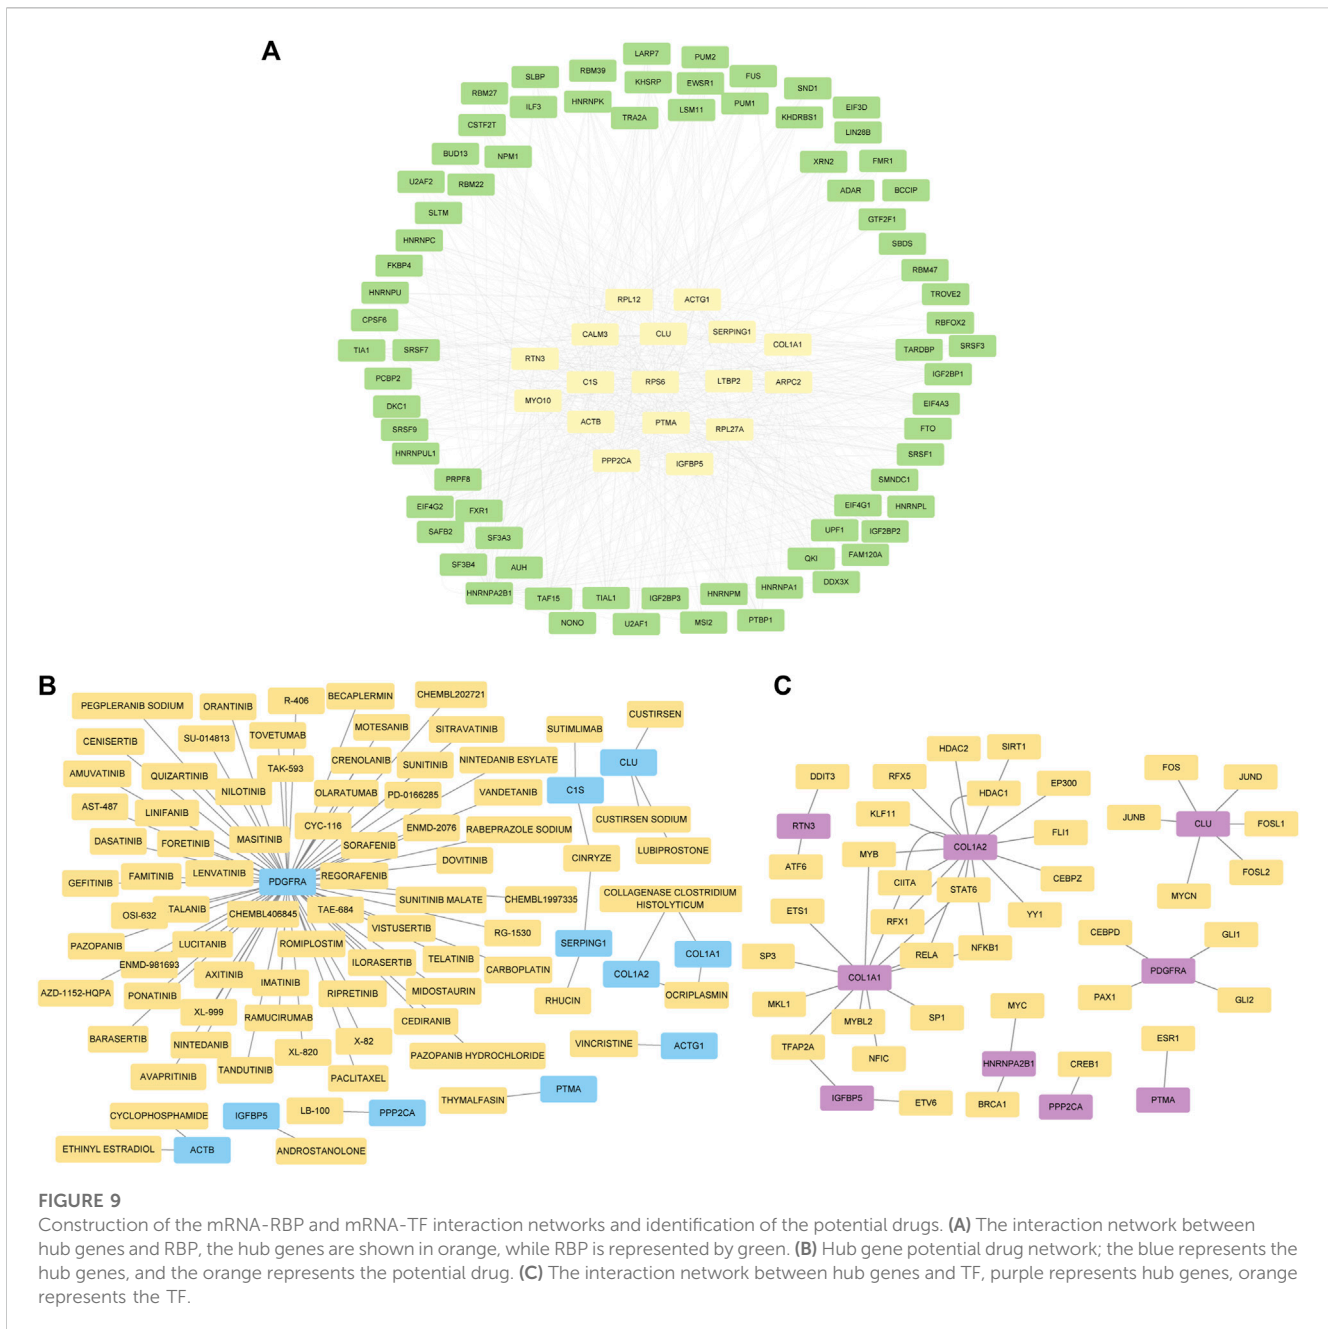 A
LARP7
PUM2
RBM39
FUS
SLBP
KHSRP
EWSR1
SND1
RBM27
HNRNPK
LSM11
PUM1
EIF3D
ILF3
TRA2A
KHDRBS1
CSTF2T
LIN28B
BUD13
NPM1
XRN2
FMR1
U2AF2
RBM22
ADAR
BCCIP
SLTM
GTF2F1
HNRNPC
SBDS
FKBP4
RBM47
HNRNPU
TROVE2
RPL12
ACTG1
CPSF6
RBFOX2
CALM3
CLU
SERPING1
COL1A1
TIA1
SRSF7
TARDBP
SRSF3
RTN3
PCBP2
C1S
RPS6
LTBP2
ARPC2
IGF2BP1
MYO10
DKC1
EIF4A3
ACTB
PTMA
RPL27A
SRSF9
FTO
HNRNPUL1
SRSF1
PPP2CA
IGFBP5
PRPF8
SMNDC1
EIF4G2
FXR1
EIF4G1
HNRNPL
SAFB2
SF3A3
UPF1
IGF2BP2
SF3B4
AUH
QKI
FAM120A
HNRNPA2B1
TAF15
TIAL1
IGF2BP3
HNRNPM
HNRNPA1
DDX3X
NONO
U2AF1
MSI2
PTBP1
B
PEGPLERANIB SODIUM
ORANTINIB
R-406
BECAPLERMIN
CHEMBL202721
CENISERTIB
SU-014813
TOVETUMAB
MOTESANIB
SITRAVATINIB
AMUVATINIB
QUIZARTINIB
TAK-593
CRENOLANIB
SUNITINIB
NINTEDANIB ESYLATE
NILOTINIB
OLARATUMAB
PD-0166285
VANDETANIB
AST-487
LINIFANIB
CYC-116
ENMD-2076
RABEPRAZOLE SODIUM
DASATINIB
FORETINIB
MASITINIB
SORAFENIB
DOVITINIB
GEFITINIB
FAMITINIB
LENVATINIB
PDGFRA
REGORAFENIB
OSI-632
TALANIB
CHEMBL406845
TAE-684
SUNITINIB MALATE
CHEMBL1997335
PAZOPANIB
LUCITANIB
ROMIPLOSTIM
VISTUSERTIB
RG-1530
ENMD-981693
AXITINIB
ILORASERTIB
TELATINIB
CARBOPLATIN
AZD-1152-HQPA
PONATINIB
IMATINIB
RIPRETINIB
MIDOSTAURIN
XL-999
RAMUCIRUMAB
CEDIRANIB
BARASERTIB
NINTEDANIB
XL-820
X-82
PAZOPANIB HYDROCHLORIDE
AVAPRITINIB
TANDUTINIB
PACLITAXEL
SUTIMLIMAB
CUSTIRSEN
C1S
CLU
CUSTIRSEN SODIUM
CINRYZE
LUBIPROSTONE
COLLAGENASE CLOSTRIDIUM
HISTOLYTICUM
SERPING1
COL1A2
COL1A1
RHUCIN
OCRIPLASMIN
VINCRISTINE
ACTG1
THYMALFASIN
PTMA
CYCLOPHOSPHAMIDE
IGFBP5
LB-100
PPP2CA
ETHINYL ESTRADIOL
ACTB
ANDROSTANOLONE
C
HDAC2
SIRT1
DDIT3
RFX5
HDAC1
EP300
RTN3
KLF11
FLI1
ATF6
MYB
COL1A2
CEBPZ
CIITA
STAT6
YY1
ETS1
RFX1
RELA
NFKB1
SP3
COL1A1
MKL1
MYBL2
SP1
TFAP2A
NFIC
IGFBP5
ETV6
FOS
JUND
JUNB
CLU
FOSL1
FOSL2
MYCN
CEBPD
GLI1
PDGFRA
PAX1
GLI2
MYC
ESR1
HNRNPA2B1
CREB1
BRCA1
PPP2CA
PTMA
FIGURE 9
Construction of the mRNA-RBP and mRNA-TF interaction networks and identification of the potential drugs. (A) The interaction network between
hub genes and RBP, the hub genes are shown in orange, while RBP is represented by green. (B) Hub gene potential drug network; the blue represents the
hub genes, and the orange represents the potential drug. (C) The interaction network between hub genes and TF, purple represents hub genes, orange
represents the TF.